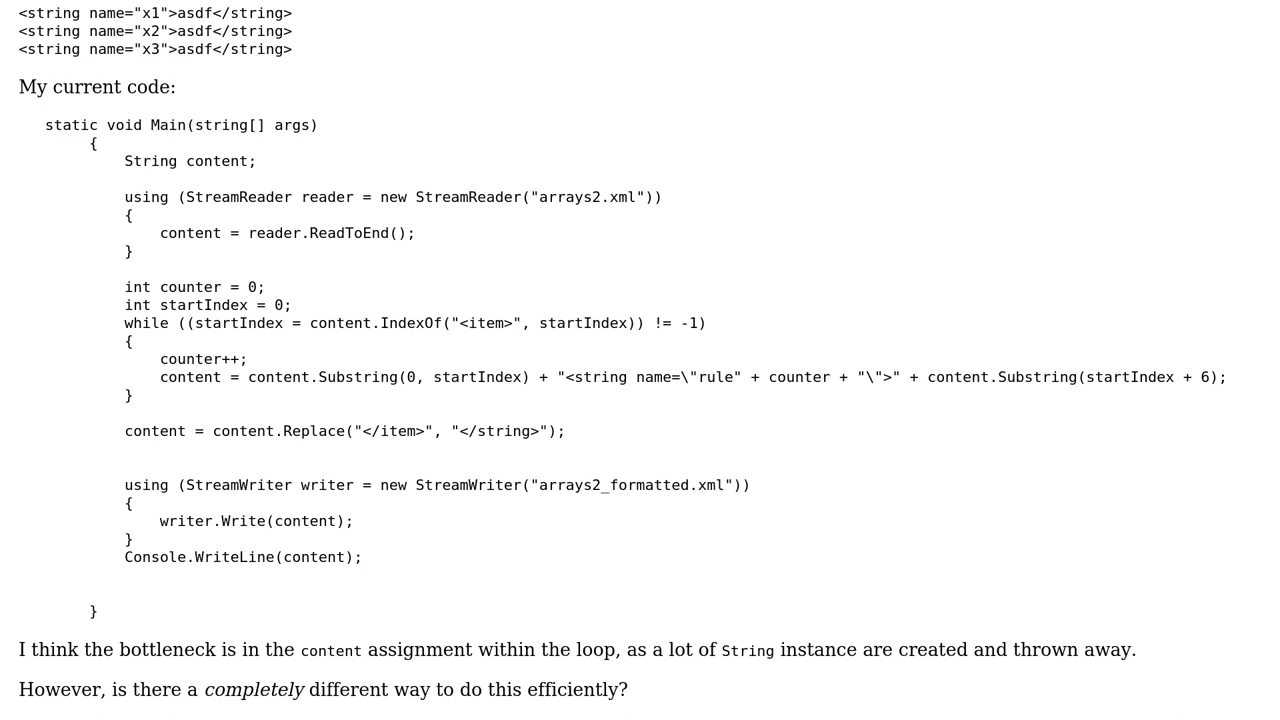 <string name="x1">asdf</string>
<string name="x2">asdf</string>
<string name="x3">asdf</string>
My current code:
static void Main(string[] args)
{
String content;
using (StreamReader reader = new StreamReader("arrays2.xml"))
{
content = reader.ReadToEnd();
}
int counter = 0;
int startIndex = 0;
while ((startIndex = content.IndexOf("<item>", startIndex)) != -1)
{
counter++;
content = content.Substring(0, startIndex) + "<string name=\"rule" + counter + "\">" + content.Substring(startIndex + 6);
}
content = content.Replace("</item>", "</string>");
using (StreamWriter writer = new StreamWriter("arrays2_formatted.xml"))
{
writer.Write(content);
}
Console.WriteLine(content);
}
I think the bottleneck is in the content assignment within the loop, as a lot of String instance are created and thrown away.
However, is there a completely different way to do this efficiently?